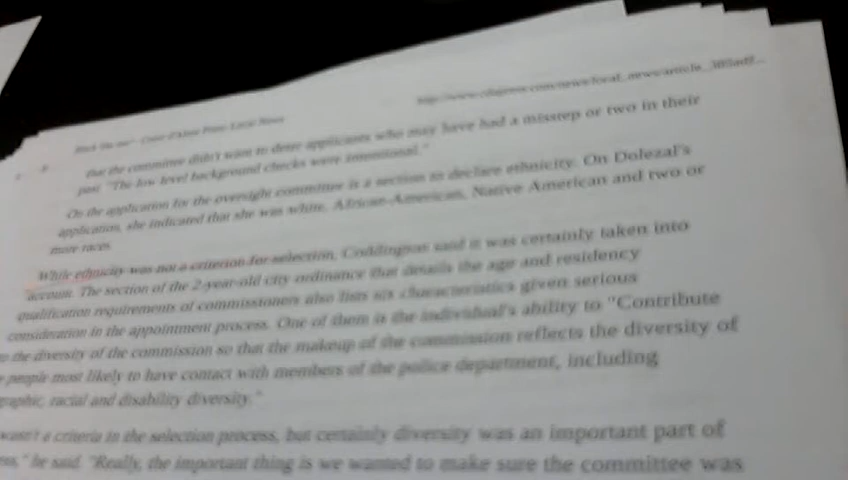 http://www.cdapress.com/news/local_news/article_
Coeur d'Alene Press: Local News
that the committee didn't want to deter applicants who may have had a misstep or two in their
past. "The low level background checks were intentional."
On the application for the oversight committee is a section to declare ethnicity. On Dolezal's
application, she indicated that she was white, African-American, Native American and two or
more races.
While ethnicity was not a criterion for selection, Coddington said it was certainly taken into
account. The section of the 2-year-old city ordinance that details the age and residency
qualification requirements of commissioners also lists six characteristics given serious
consideration in the appointment process. One of them is the individual's ability to "Contribute
to the diversity of the commission so that the makeup of the commission reflects the diversity of
people most likely to have contact with members of the police department, including
graphic, racial and disability diversity."
wasn't a criteria in the selection process, but certainly diversity was an important part of
" he said. "Really, the important thing is we wanted to make sure the committee was